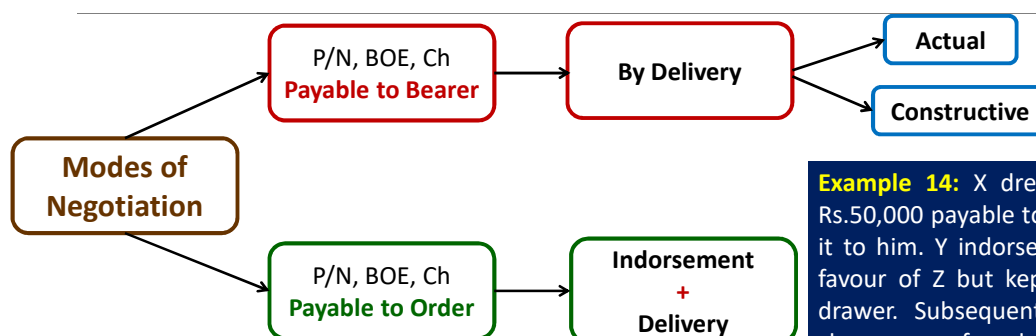 Modes of
Negotiation
P/N, BOE, Ch
Payable to Bearer
By Delivery
Actual
Constructive
P/N, BOE, Ch
Payable to Order
Indorsement
+
Delivery
Example 14: X dre
Rs.50,000 payable to
it to him. Y indorse
favour of Z but kep
drawer. Subsequent